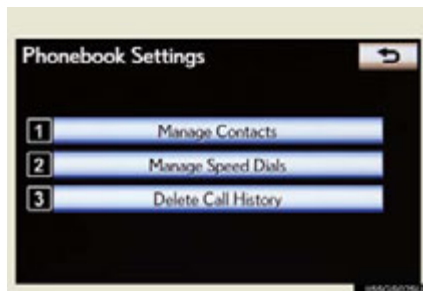 Phonebook Settings
1 Manage Contacts
2 Manage Speed Dials
3 Delete Call History